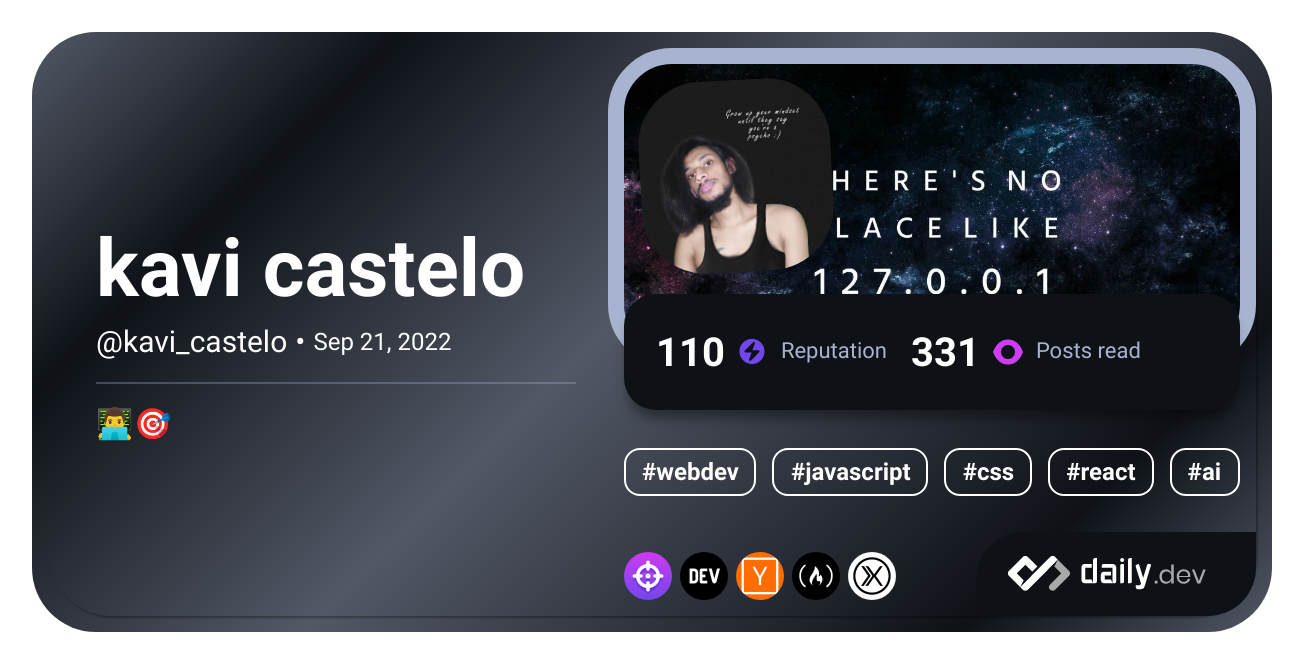 kavi castelo
@kavi_castelo • Sep 21, 2022
Grow up your mindset
until they say
you're a
psycho :)
HERE'S NO
LACE LIKE
127.0.0.1
110 Reputation 331 Posts read
#webdev #javascript #css #react #ai
DEV Y
daily.dev